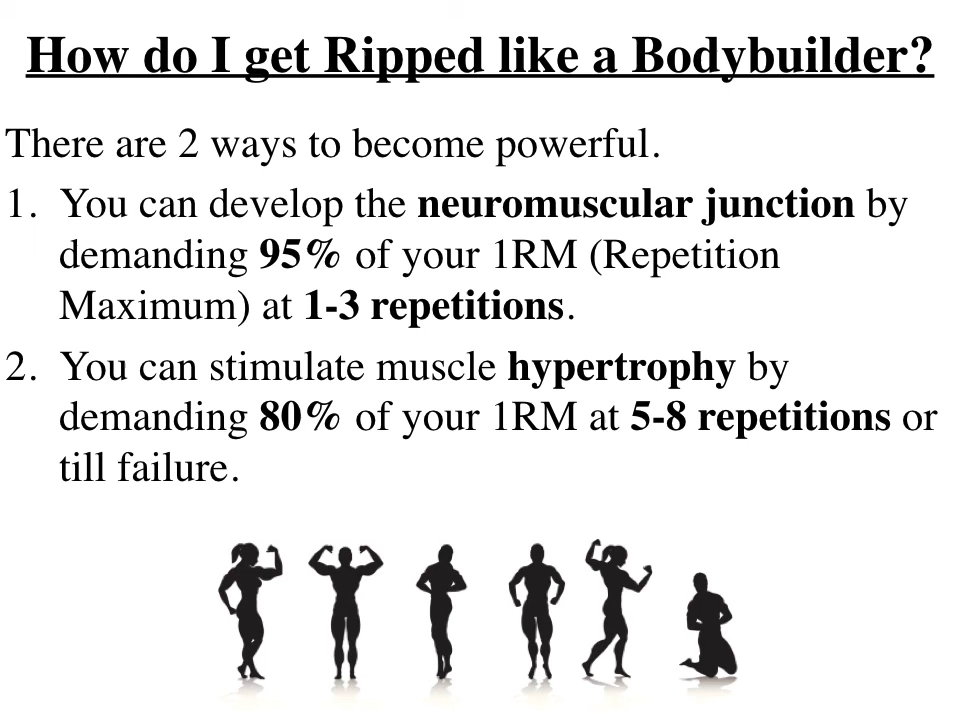 How do I get Ripped like a Bodybuilder?
There are 2 ways to become powerful.
1. You can develop the neuromuscular junction by
demanding 95% of your 1RM (Repetition
Maximum) at 1-3 repetitions.
2. You can stimulate muscle hypertrophy by
demanding 80% of your 1RM at 5-8 repetitions or
till failure.